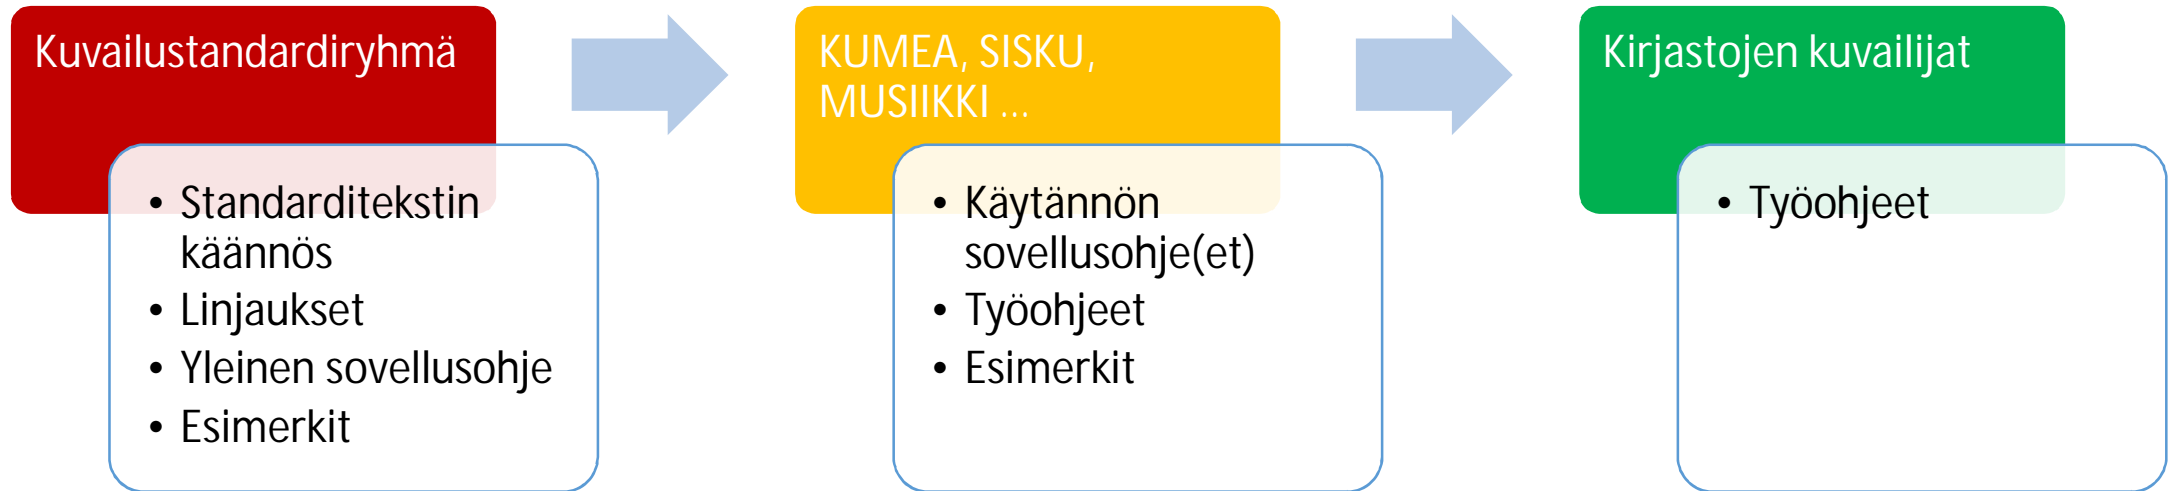 Kuvailustandardiryhmä
• Standarditekstin
käännös
• Linjaukset
• Yleinen sovellusohje
• Esimerkit
KUMEA, SISKU,
MUSIIKKI ...
• Käytännön
sovellusohje(et)
• Työohjeet
• Esimerkit
Kirjastojen kuvailijat
• Työohjeet